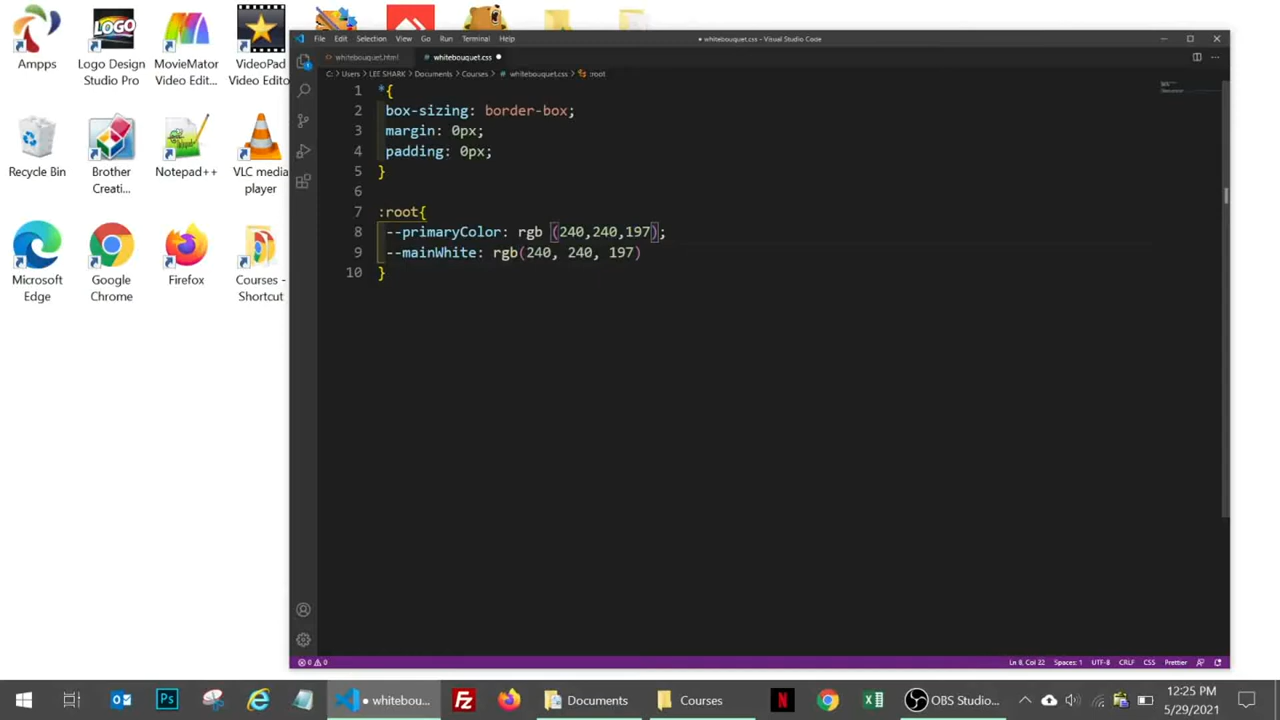 File Edit Selection View Go Run Terminal Help
● whitebouquet.css - Visual Studio Code
whitebouquet.html
whitebouquet.css ●
C: > Users > LEE SHARK > Documents > Courses > # whitebouquet.css > :root
1 *{
2 box-sizing: border-box;
3 margin: 0px;
4 padding: 0px;
5 }
6
7 :root{
8 --primaryColor: rgb (240,240,197);
9 --mainWhite: rgb(240, 240, 197)
10 }
Ampps
LOGO
Logo Design
Studio Pro
MovieMator
Video Edit...
VideoPad
Video Editor
Recycle Bin
Brother
Creati...
Notepad++
VLC media
player
Microsoft
Edge
Google
Chrome
Firefox
Courses -
Shortcut
0 0
Ln 8, Col 22 Spaces: 1 UTF-8 CRLF CSS Prettier
● whitebou...
Documents
Courses
OBS Studio...
12:25 PM
5/29/2021